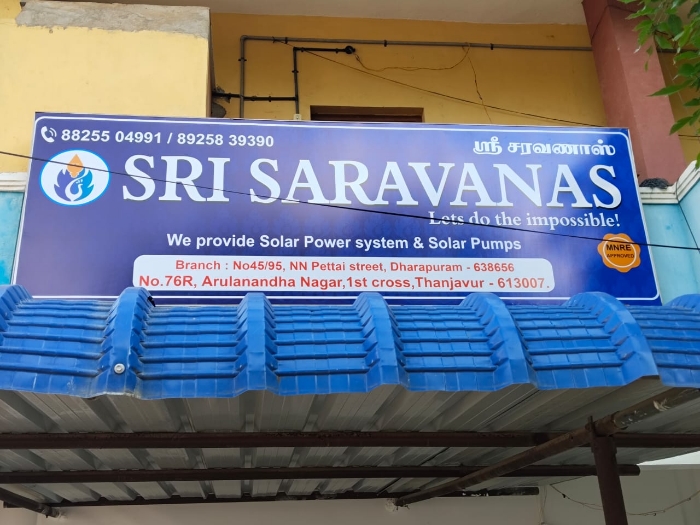 88255 04991 / 89258 39390
ஸ்ரீ சரவணாஸ்
SRI SARAVANAS
Lets do the impossible!
We provide Solar Power system & Solar Pumps
MNRE
APPROVED
Branch : No45/95, NN Pettai street, Dharapuram - 638656
No.76R, Arulanandha Nagar,1st cross,Thanjavur - 613007.